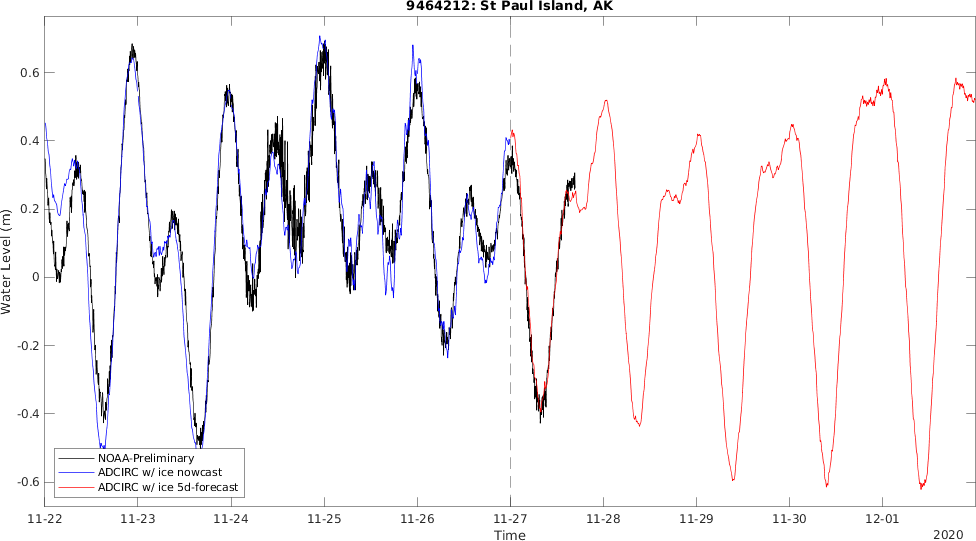 9464212: St Paul Island, AK
Water Level (m)
0.6
0.4
0.2
0
-0.2
-0.4
-0.6
NOAA-Preliminary
ADCIRC w/ ice nowcast
ADCIRC w/ ice 5d-forecast
11-22 11-23 11-24 11-25 11-26 11-27 11-28 11-29 11-30 12-01
Time
2020